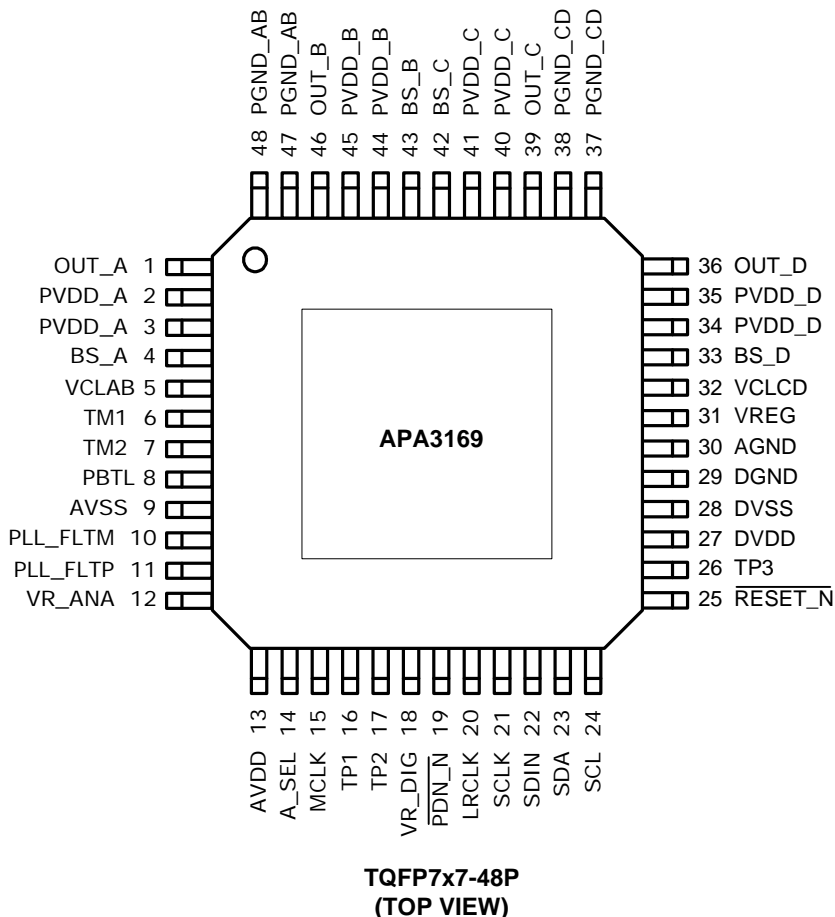 48 PGND_AB
47 PGND_AB
46 OUT_B
45 PVDD_B
44 PVDD_B
43 BS_B
42 BS_C
41 PVDD_C
40 PVDD_C
39 OUT_C
38 PGND_CD
37 PGND_CD
OUT_A 1
PVDD_A 2
PVDD_A 3
BS_A 4
VCLAB 5
TM1 6
TM2 7
PBTL 8
AVSS 9
PLL_FLTM 10
PLL_FLTP 11
VR_ANA 12
APA3169
36 OUT_D
35 PVDD_D
34 PVDD_D
33 BS_D
32 VCLCD
31 VREG
30 AGND
29 DGND
28 DVSS
27 DVDD
26 TP3
25 RESET_N
AVDD 13
A_SEL 14
MCLK 15
TP1 16
TP2 17
VR_DIG 18
PDN_N 19
LRCLK 20
SCLK 21
SDIN 22
SDA 23
SCL 24
TQFP7x7-48P
(TOP VIEW)